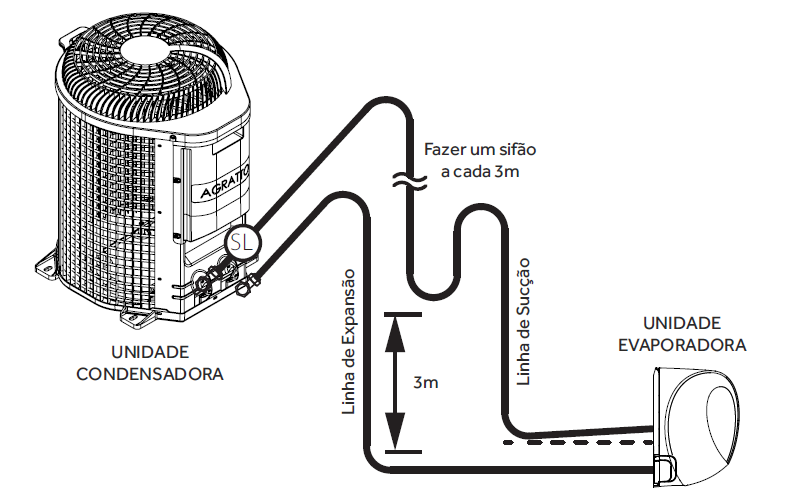 Fazer um sifão
a cada 3m
AGRATTO
SL
Linha de Expansão
Linha de Sucção
3m
UNIDADE
CONDENSADORA
UNIDADE
EVAPORADORA